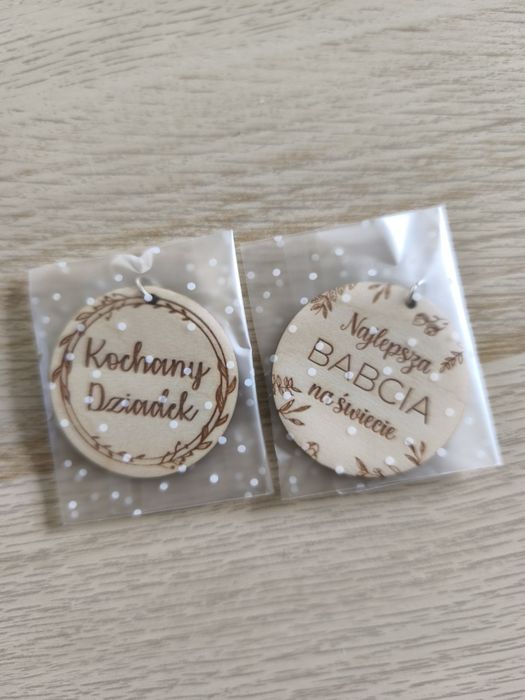 Kochany
Dziadek
Najlepsza
BABCIA
na świecie